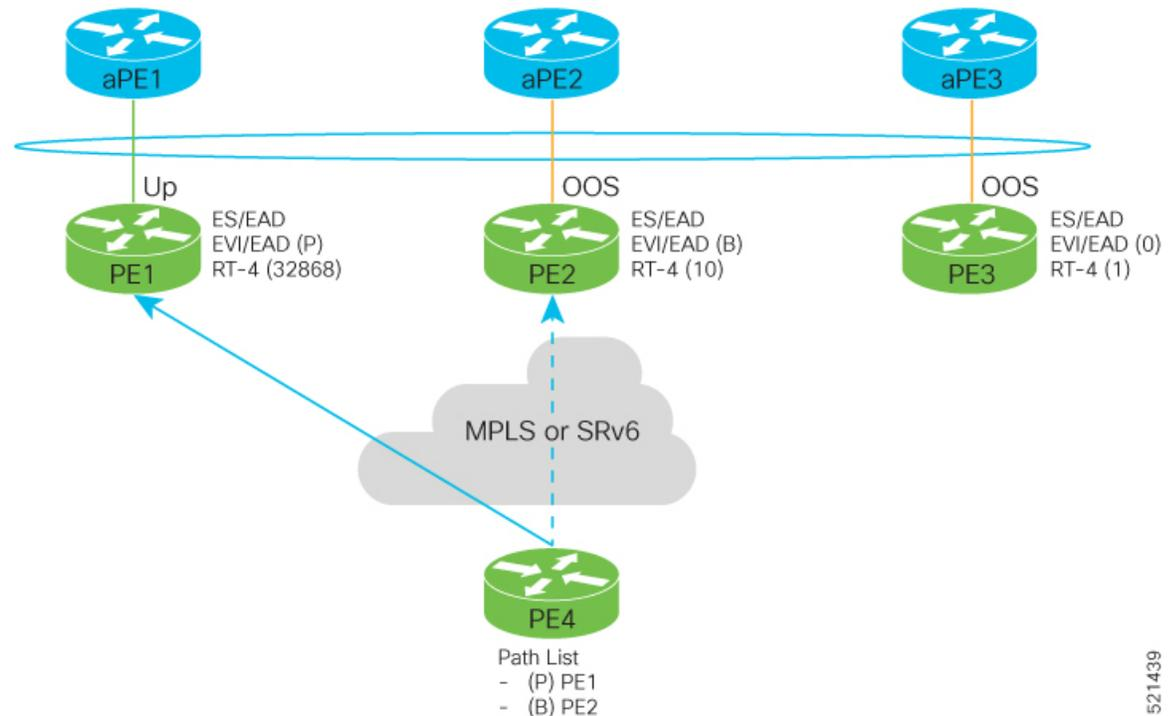 aPE1
aPE2
aPE3
Up
OOS
OOS
PE1
ES/EAD
EVI/EAD (P)
RT-4 (32868)
PE2
ES/EAD
EVI/EAD (B)
RT-4 (10)
PE3
ES/EAD
EVI/EAD (0)
RT-4 (1)
MPLS or SRv6
PE4
Path List
- (P) PE1
- (B) PE2
521439